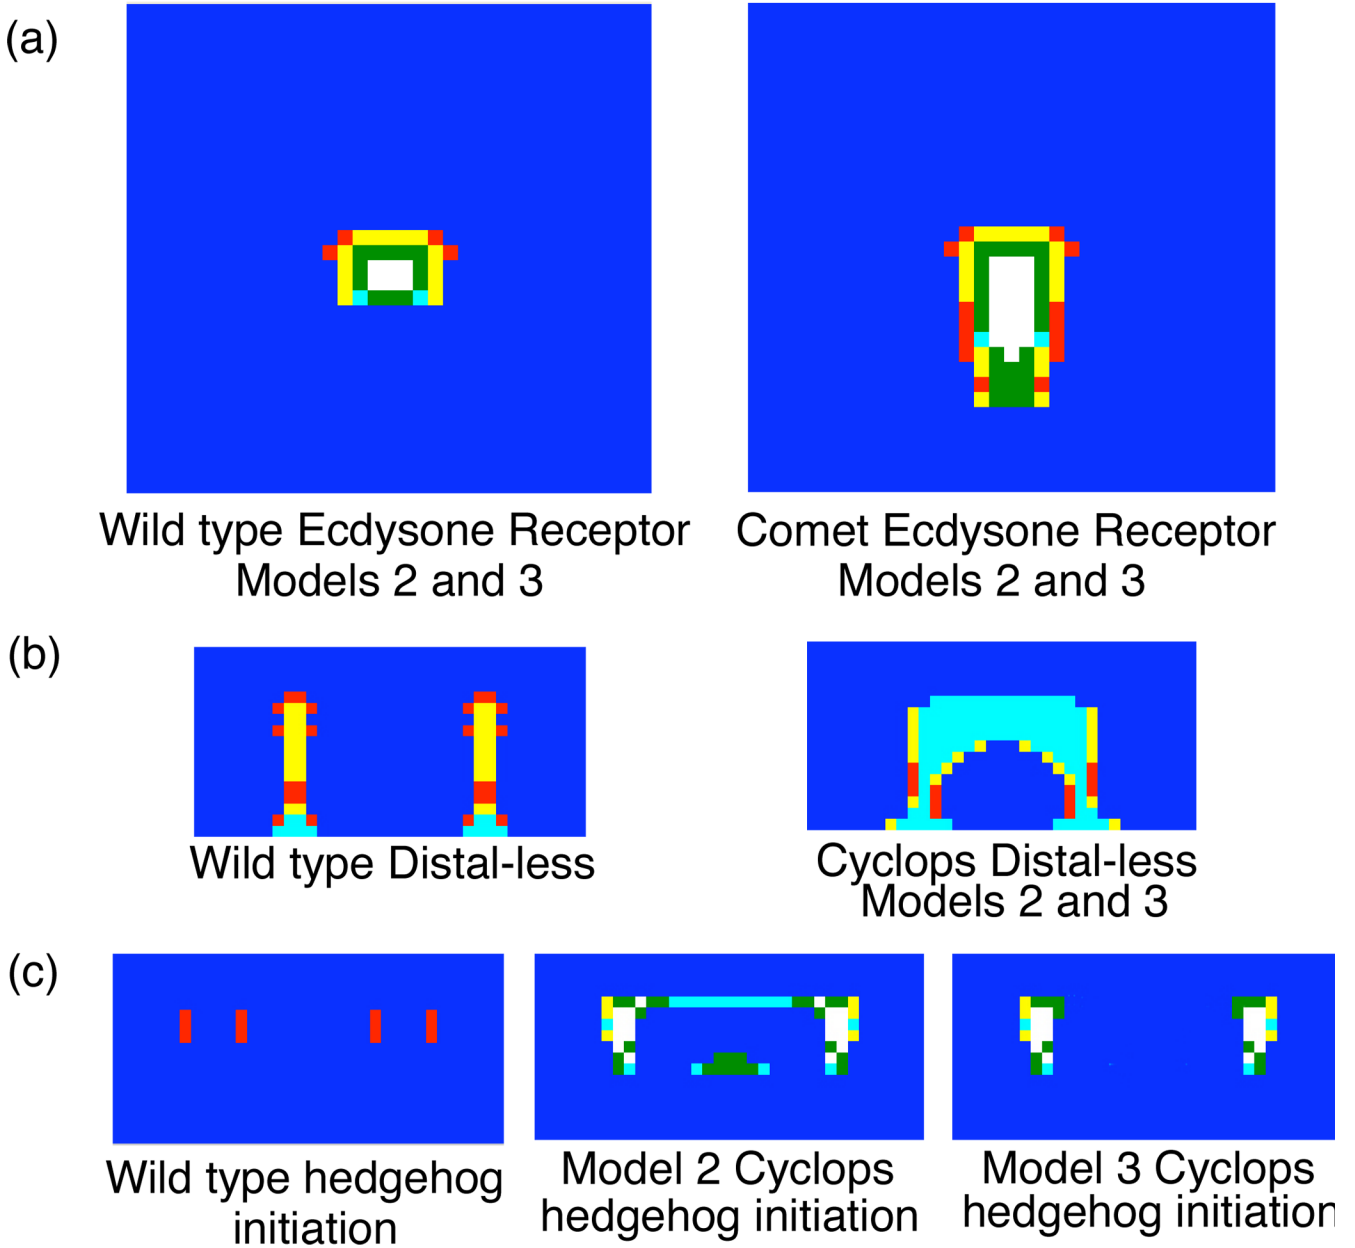 (a)
Wild type Ecdysone Receptor
Models 2 and 3
Comet Ecdysone Receptor
Models 2 and 3
(b)
Wild type Distal-less
Cyclops Distal-less
Models 2 and 3
(c)
Wild type hedgehog
initiation
Model 2 Cyclops
hedgehog initiation
Model 3 Cyclops
hedgehog initiation